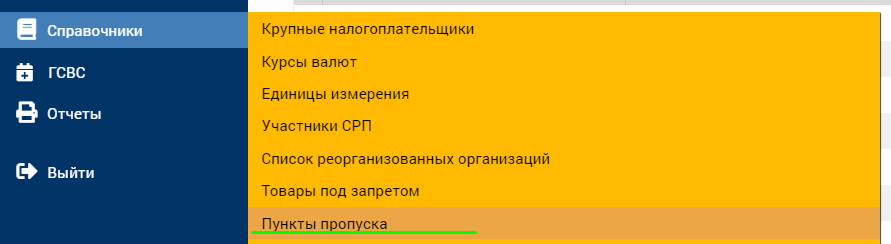 Справочники
ГСВС
Отчеты
Выйти
Крупные налогоплательщики
Курсы валют
Единицы измерения
Участники СРП
Список реорганизованных организаций
Товары под запретом
Пункты пропуска